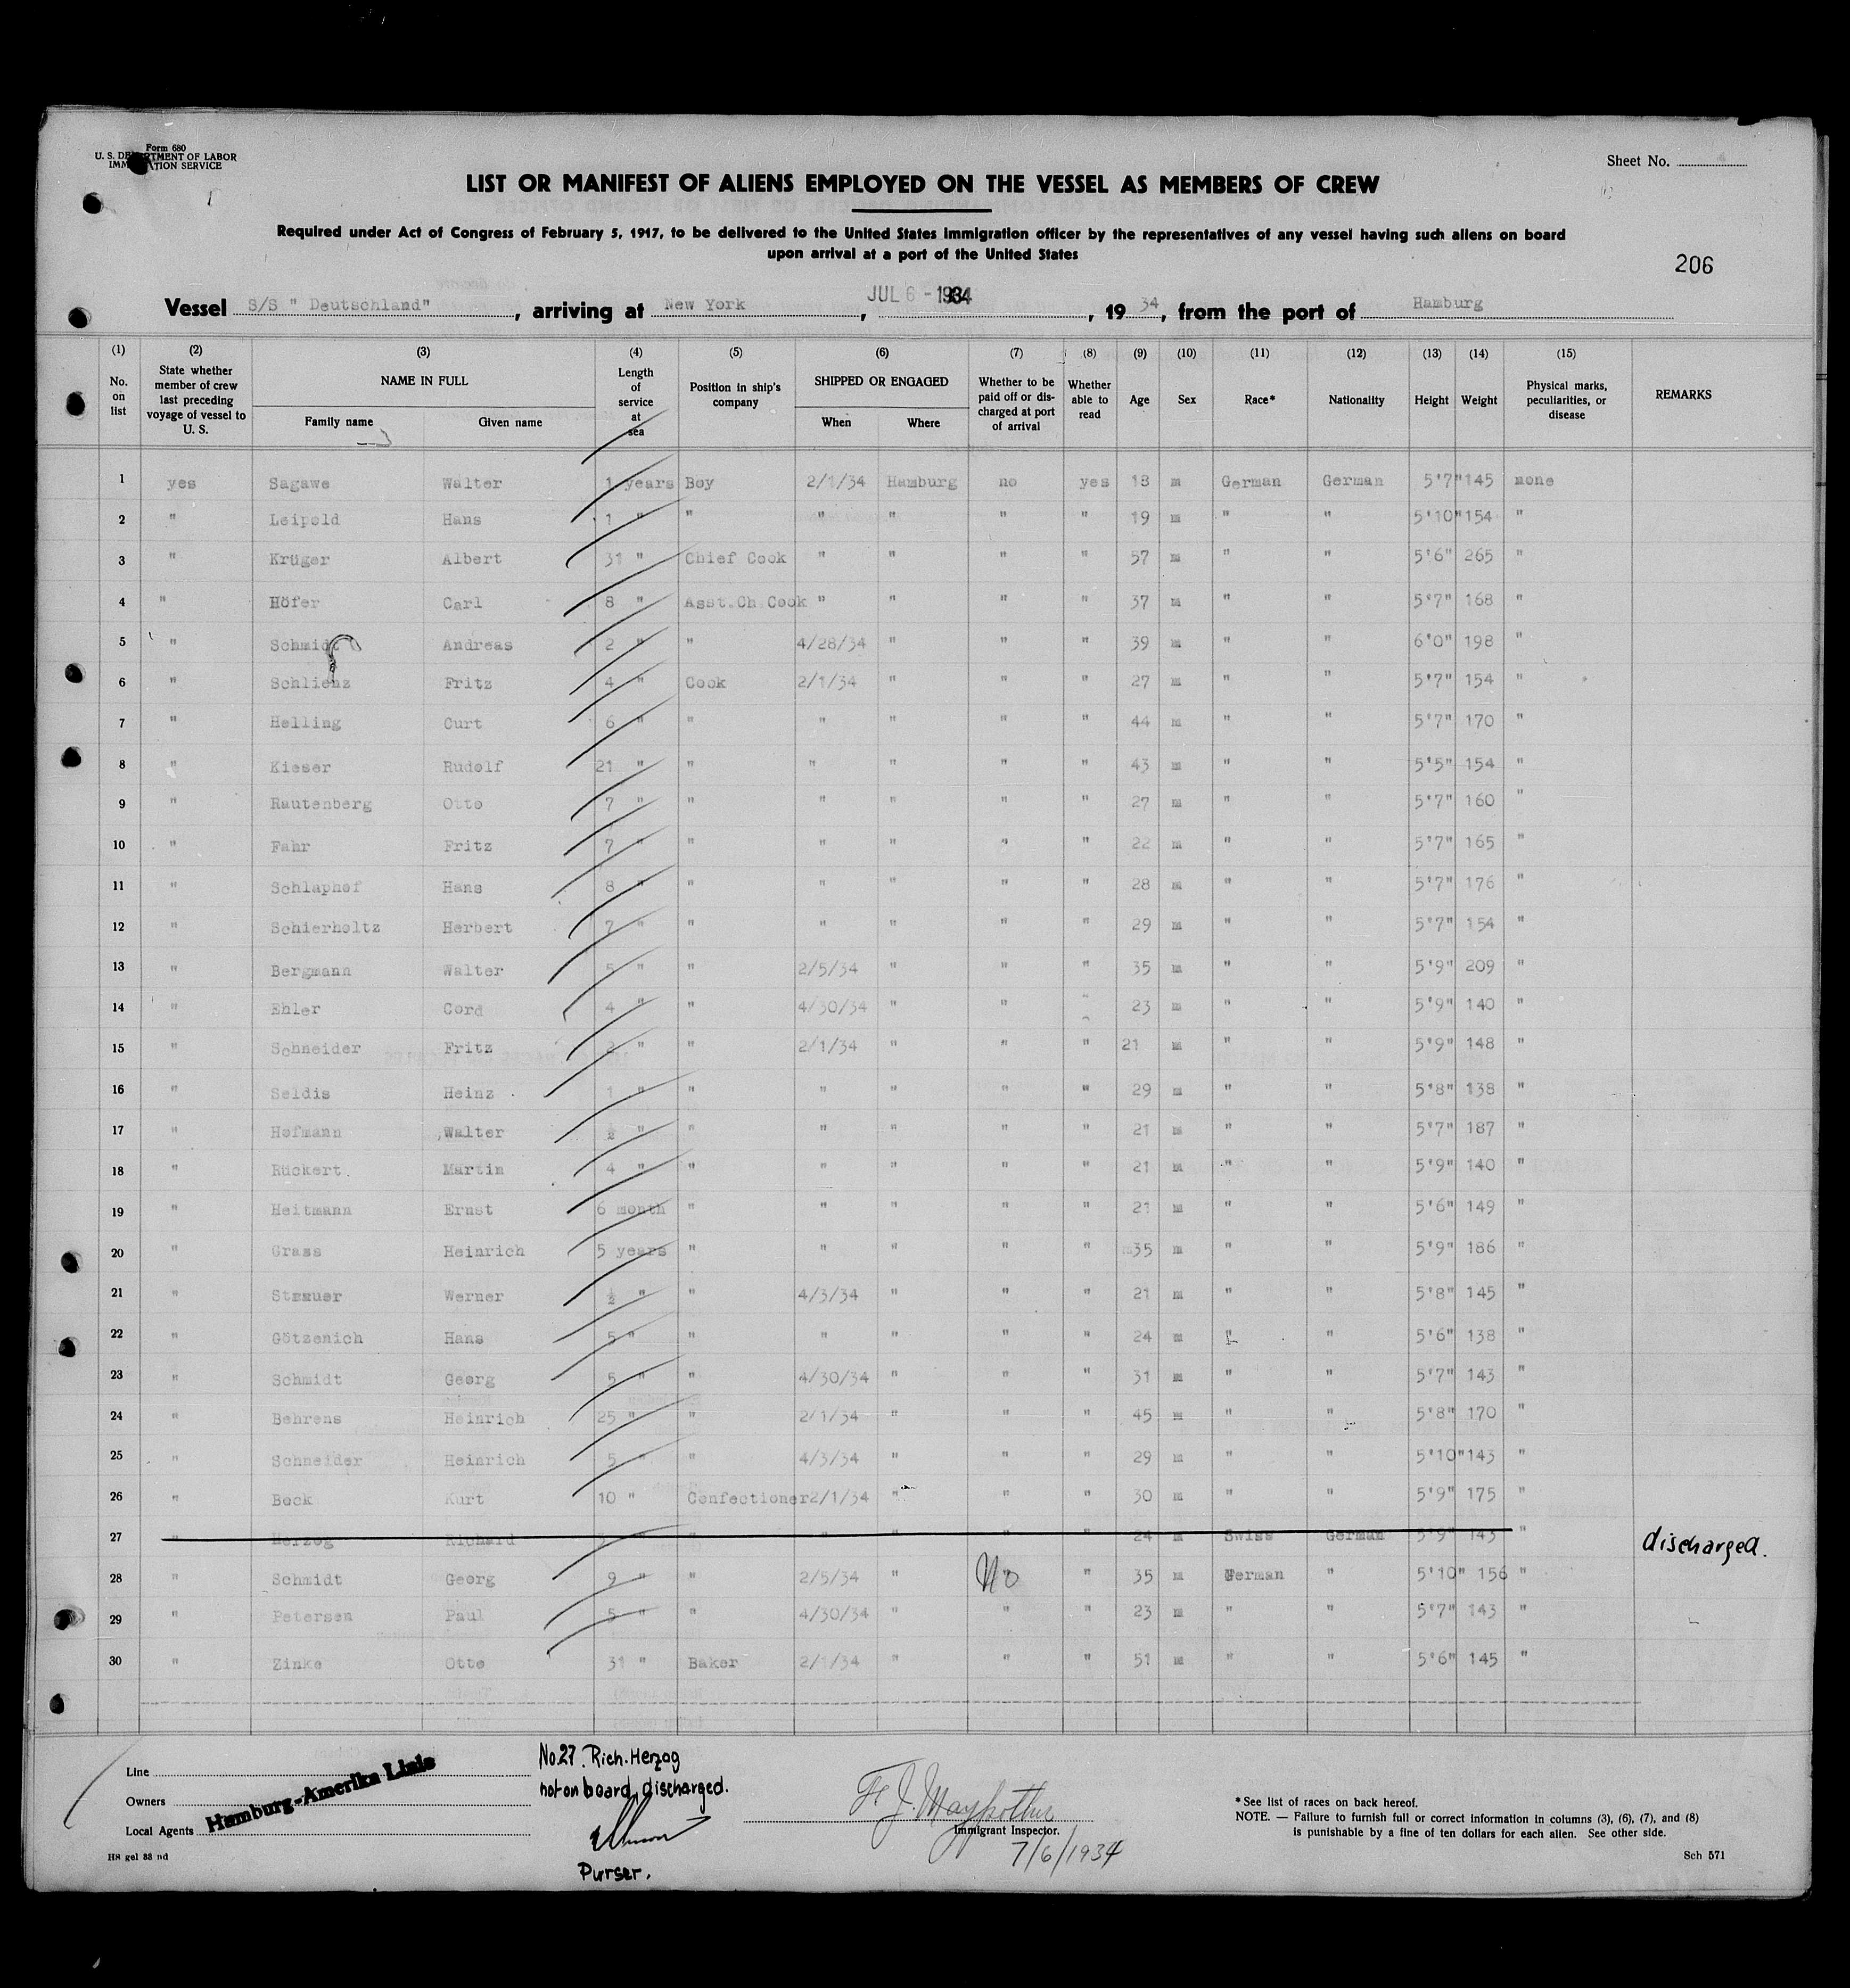 Form 680
U. S. DEPARTMENT OF LABOR
IMMIGRATION SERVICE
Sheet No.
LIST OR MANIFEST OF ALIENS EMPLOYED ON THE VESSEL AS MEMBERS OF CREW
Required under Act of Congress of February 5, 1917, to be delivered to the United States immigration officer by the representatives of any vessel having such aliens on board
upon arrival at a port of the United States
206
Vessel S/S " Deutschland" , arriving at New York , JUL 6 - 1934 , 19 34, from the port of Hamburg
(1) (2) (3) (4) (5) (6) (7) (8) (9) (10) (11) (12) (13) (14) (15)
No. on list | State whether member of crew last preceding voyage of vessel to U. S. | NAME IN FULL Family name Given name | Length of service at sea | Position in ship's company | SHIPPED OR ENGAGED When Where | Whether to be paid off or discharged at port of arrival | Whether able to read | Age | Sex | Race* | Nationality | Height | Weight | Physical marks, peculiarities, or disease | REMARKS
1 yes Sagawe Walter 1 years Boy 2/1/34 Hamburg no yes 18 m German German 5'7" 145 none
2 " Leipold Hans 1 " " " " " " 19 m " " 5'10" 154 "
3 " Krüger Albert 31 " Chief Cook " " " " 57 m " " 5'6" 265 "
4 " Höfer Carl 8 " Asst.Ch.Cook " " " " 37 m " " 5'7" 168 "
5 " Schmidt Andreas 2 " " 4/28/34 " " " 39 m " " 6'0" 198 "
6 " Schlienz Fritz 4 " Cook 2/1/34 " " " 27 m " " 5'7" 154 "
7 " Helling Curt 6 " " " " " " 44 m " " 5'7" 170 "
8 " Kieser Rudolf 21 " " " " " " 43 m " " 5'5" 154 "
9 " Rautenberg Otto 7 " " " " " " 27 m " " 5'7" 160 "
10 " Fahr Fritz 7 " " " " " " 22 m " " 5'7" 165 "
11 " Schlaphof Hans 8 " " " " " " 28 m " " 5'7" 176 "
12 " Schierholtz Herbert 7 " " " " " " 29 m " " 5'7" 154 "
13 " Bergmann Walter 5 " " 2/5/34 " " " 35 m " " 5'9" 209 "
14 " Ehler Cord 4 " " 4/30/34 " " " 23 m " " 5'9" 140 "
15 " Schneider Fritz 2 " " 2/1/34 " " " 21 m " " 5'9" 148 "
16 " Seldis Heinz 1 " " " " " " 29 m " " 5'8" 138 "
17 " Hofmann Walter ½ " " " " " " 21 m " " 5'7" 187 "
18 " Rückert Martin 4 " " " " " " 21 m " " 5'9" 140 "
19 " Heitmann Ernst 6 month " " " " " 21 m " " 5'6" 149 "
20 " Grass Heinrich 5 years " " " " " 35 m " " 5'9" 186 "
21 " Werner ½ " " 4/3/34 " " " 21 m " " 5'8" 145 "
22 " Götzenich Hans 5 " " " " " " 24 m " " 5'6" 138 "
23 " Schmidt Georg 5 " " 4/30/34 " " " 31 m " " 5'7" 143 "
24 " Behrens Heinrich 25 " " 2/1/34 " " " 45 m " " 5'8" 170 "
25 " Schneider Heinrich 5 " " 4/3/34 " " " 29 m " " 5'10" 143 "
26 " Beck Kurt 10 " Confectioner 2/1/34 " " " 30 m " " 5'9" 175 "
27 " Herzog Richard " " " " " 24 m Swiss German 5'9" 143 " discharged.
28 " Schmidt Georg 9 " " 2/5/34 " No " 35 m German " 5'10" 156 "
29 " Petersen Paul 5 " " 4/30/34 " " " 23 m " " 5'7" 143 "
30 " Zinke Otto 31 " Baker 2/1/34 " " " 51 m " " 5'6" 145 "
Line
Owners
Local Agents
Hamburg-Amerika Linie
No 27. Rich. Herzog
not on board, discharged.
Purser.
Immigrant Inspector.
7/6/1934
* See list of races on back hereof.
NOTE. — Failure to furnish full or correct information in columns (3), (6), (7), and (8)
is punishable by a fine of ten dollars for each alien. See other side.
H8 gel 33 nd
Sch 571